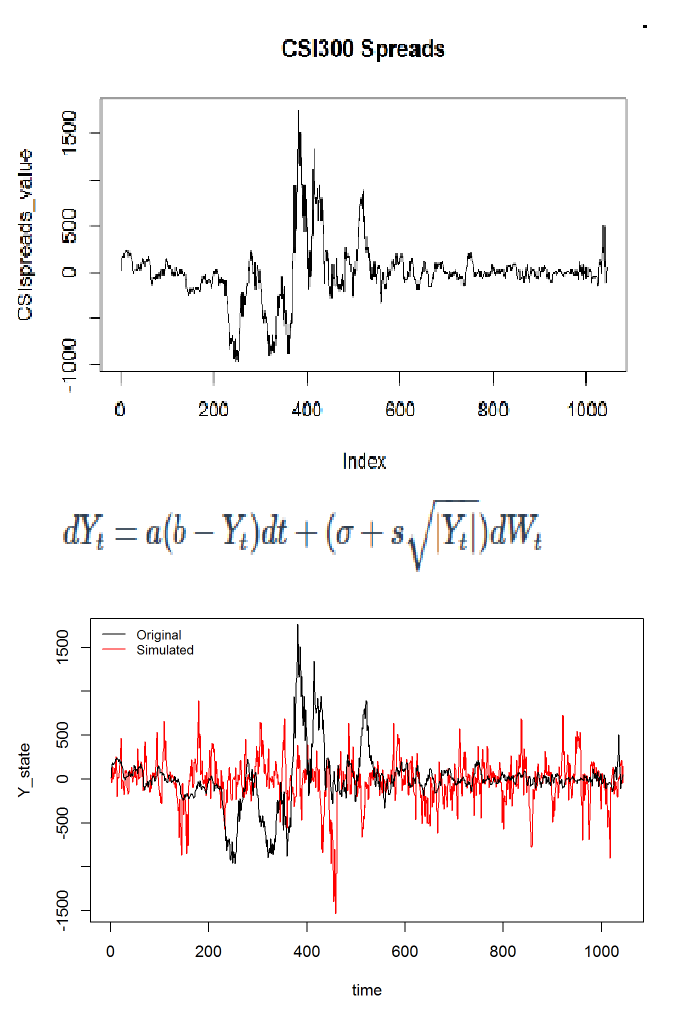 CSI300 Spreads
CSIspreads_value
1500
500
0
-1000
0 200 400 600 800 1000
Index
dY_t = a(b − Y_t)dt + (σ + s√|Y_t|)dW_t
Original
Simulated
Y_state
1500
500
0
-500
-1500
0 200 400 600 800 1000
time